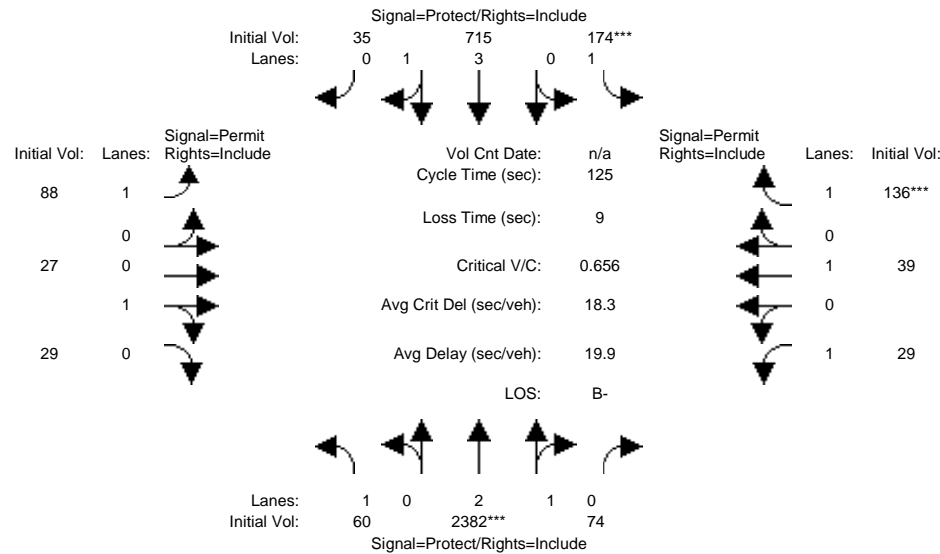 Signal=Protect/Rights=Include
Initial Vol: 35 715 174***
Lanes: 0 1 3 0 1
Signal=Permit Signal=Permit
Initial Vol: Lanes: Rights=Include Vol Cnt Date: n/a Rights=Include Lanes: Initial Vol:
Cycle Time (sec): 125
88 1 1 136***
Loss Time (sec): 9
0 0
27 0 Critical V/C: 0.656 1 39
1 Avg Crit Del (sec/veh): 18.3 0
29 0 Avg Delay (sec/veh): 19.9 1 29
LOS: B-
Lanes: 1 0 2 1 0
Initial Vol: 60 2382*** 74
Signal=Protect/Rights=Include